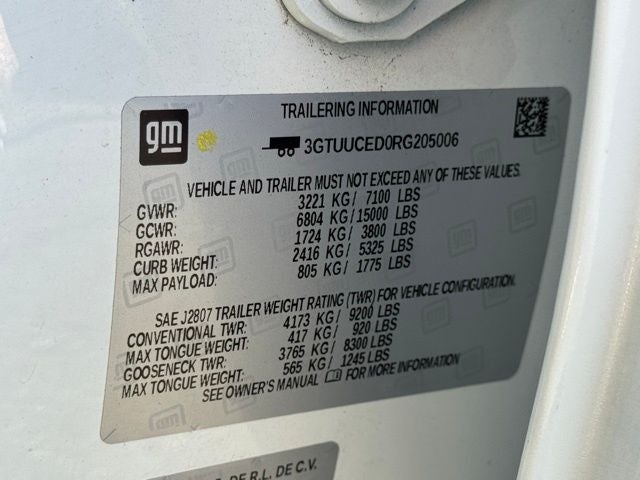 gm
TRAILERING INFORMATION
3GTUUCED0RG205006
VEHICLE AND TRAILER MUST NOT EXCEED ANY OF THESE VALUES.
GVWR: 3221 KG/ 7100 LBS
GCWR: 6804 KG/15000 LBS
RGAWR: 1724 KG/ 3800 LBS
CURB WEIGHT: 2416 KG/ 5325 LBS
MAX PAYLOAD: 805 KG/ 1775 LBS
SAE J2807 TRAILER WEIGHT RATING (TWR) FOR VEHICLE CONFIGURATION.
CONVENTIONAL TWR: 4173 KG/ 9200 LBS
MAX TONGUE WEIGHT: 417 KG/ 920 LBS
GOOSENECK TWR: 3765 KG/ 8300 LBS
MAX TONGUE WEIGHT: 565 KG/ 1245 LBS
SEE OWNER'S MANUAL FOR MORE INFORMATION
DE R.L. DE C.V.